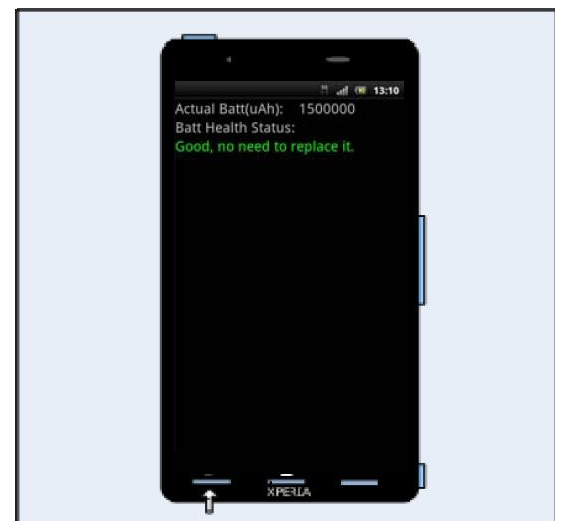 13:10
Actual Batt(uAh): 1500000
Batt Health Status:
Good, no need to replace it.
XPERIA